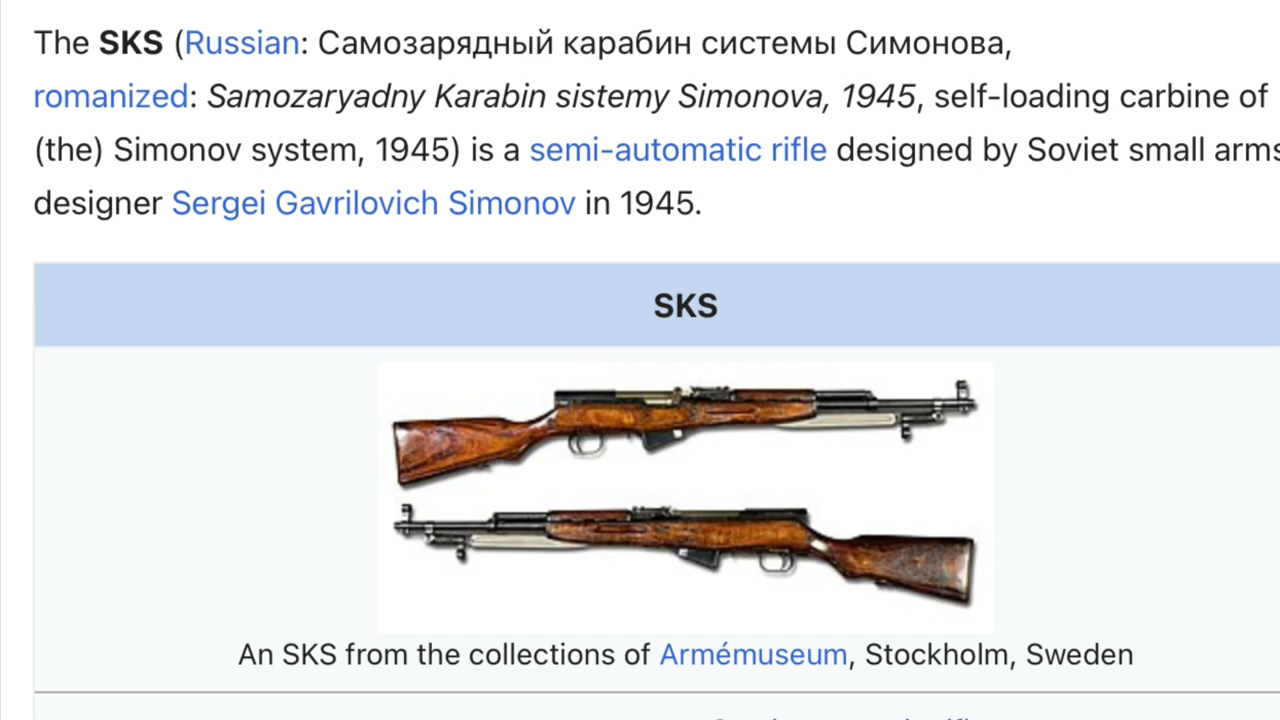 The SKS (Russian: Самозарядный карабин системы Симонова,
romanized: Samozaryadny Karabin sistemy Simonova, 1945, self-loading carbine of
(the) Simonov system, 1945) is a semi-automatic rifle designed by Soviet small arms
designer Sergei Gavrilovich Simonov in 1945.
SKS
An SKS from the collections of Armémuseum, Stockholm, Sweden